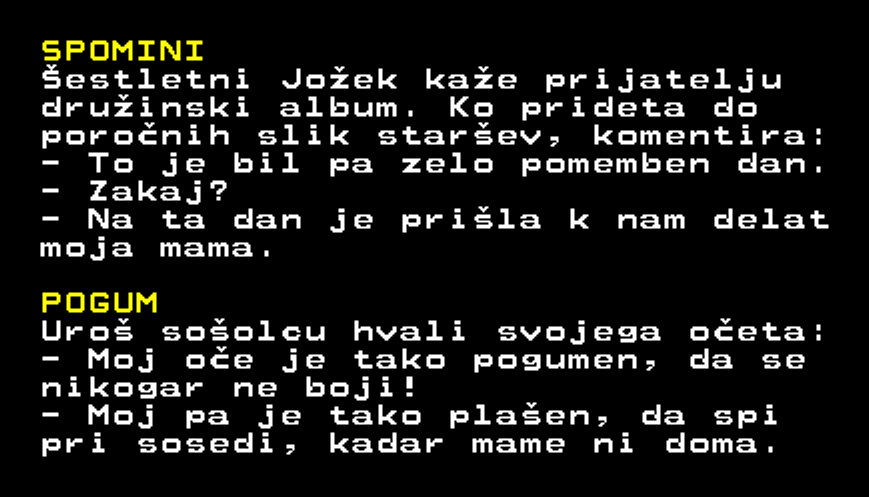 SPOMINI
Šestletni Jožek kaže prijatelju
družinski album. Ko prideta do
poročnih slik staršev, komentira:
- To je bil pa zelo pomemben dan.
- Zakaj?
- Na ta dan je prišla k nam delat
moja mama.
POGUM
Uroš sošolcu hvali svojega očeta:
- Moj oče je tako pogumen, da se
nikogar ne boji!
- Moj pa je tako plašen, da spi
pri sosedi, kadar mame ni doma.